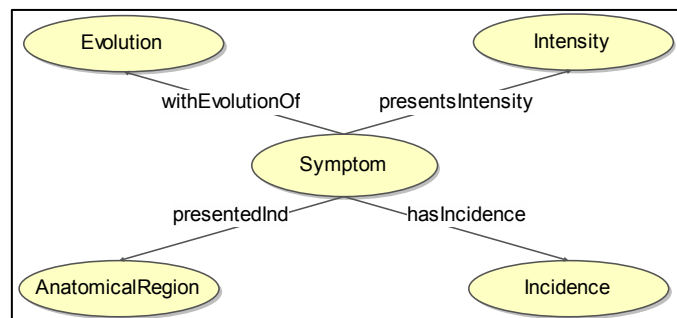 Evolution
Intensity
withEvolutionOf
presentsIntensity
Symptom
presentedInd
hasIncidence
AnatomicalRegion
Incidence